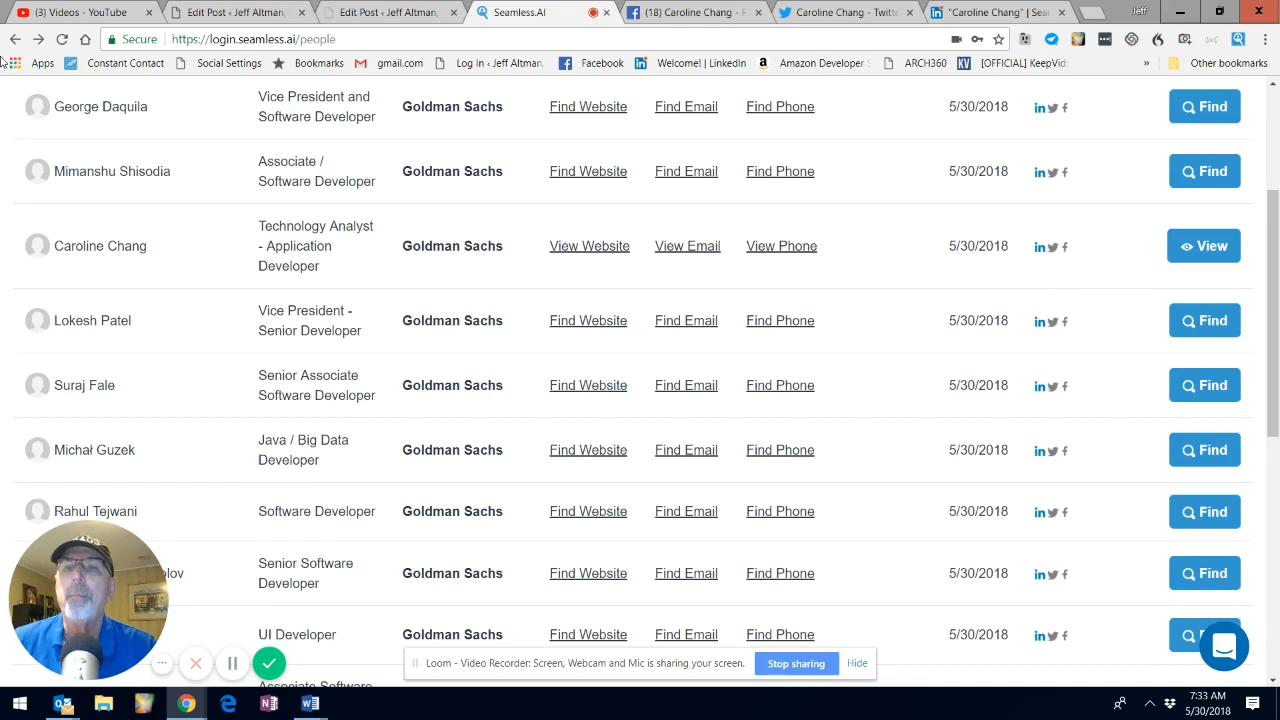 (3) Videos - YouTube
Edit Post ‹ Jeff Altman,
Edit Post ‹ Jeff Altman,
Seamless.AI
(18) Caroline Chang - F
Caroline Chang - Twitte
"Caroline Chang" | Sear
Jeff
Secure
https://login.seamless.ai/people
Apps
Constant Contact
Social Settings
Bookmarks
gmail.com
Log In ‹ Jeff Altman,
Facebook
Welcome! | LinkedIn
Amazon Developer S
ARCH360
[OFFICIAL] KeepVid:
»
Other bookmarks
George Daquila
Vice President and
Software Developer
Goldman Sachs
Find Website
Find Email
Find Phone
5/30/2018
Find
Mimanshu Shisodia
Associate /
Software Developer
Goldman Sachs
Find Website
Find Email
Find Phone
5/30/2018
Find
Caroline Chang
Technology Analyst
- Application
Developer
Goldman Sachs
View Website
View Email
View Phone
5/30/2018
View
Lokesh Patel
Vice President -
Senior Developer
Goldman Sachs
Find Website
Find Email
Find Phone
5/30/2018
Find
Suraj Fale
Senior Associate
Software Developer
Goldman Sachs
Find Website
Find Email
Find Phone
5/30/2018
Find
Michał Guzek
Java / Big Data
Developer
Goldman Sachs
Find Website
Find Email
Find Phone
5/30/2018
Find
Rahul Tejwani
Software Developer
Goldman Sachs
Find Website
Find Email
Find Phone
5/30/2018
Find
olov
Senior Software
Developer
Goldman Sachs
Find Website
Find Email
Find Phone
5/30/2018
Find
UI Developer
Goldman Sachs
Find Website
Find Email
Find Phone
5/30/2018
Associate Software
Loom - Video Recorder: Screen, Webcam and Mic is sharing your screen.
Stop sharing
Hide
7:33 AM
5/30/2018